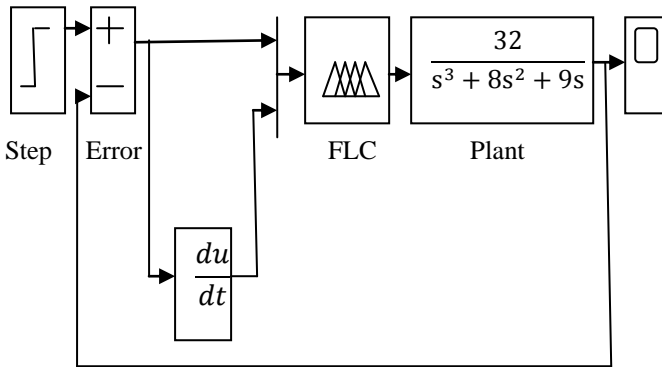 +
−
32
s³ + 8s² + 9s
Step
Error
FLC
Plant
du
dt